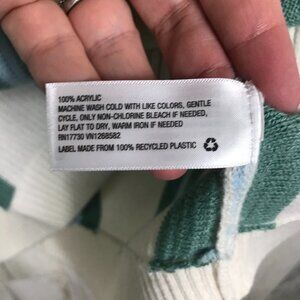 100% ACRYLIC
MACHINE WASH COLD WITH LIKE COLORS, GENTLE
CYCLE, ONLY NON-CHLORINE BLEACH IF NEEDED,
LAY FLAT TO DRY, WARM IRON IF NEEDED
RN17730 VN1268582
LABEL MADE FROM 100% RECYCLED PLASTIC